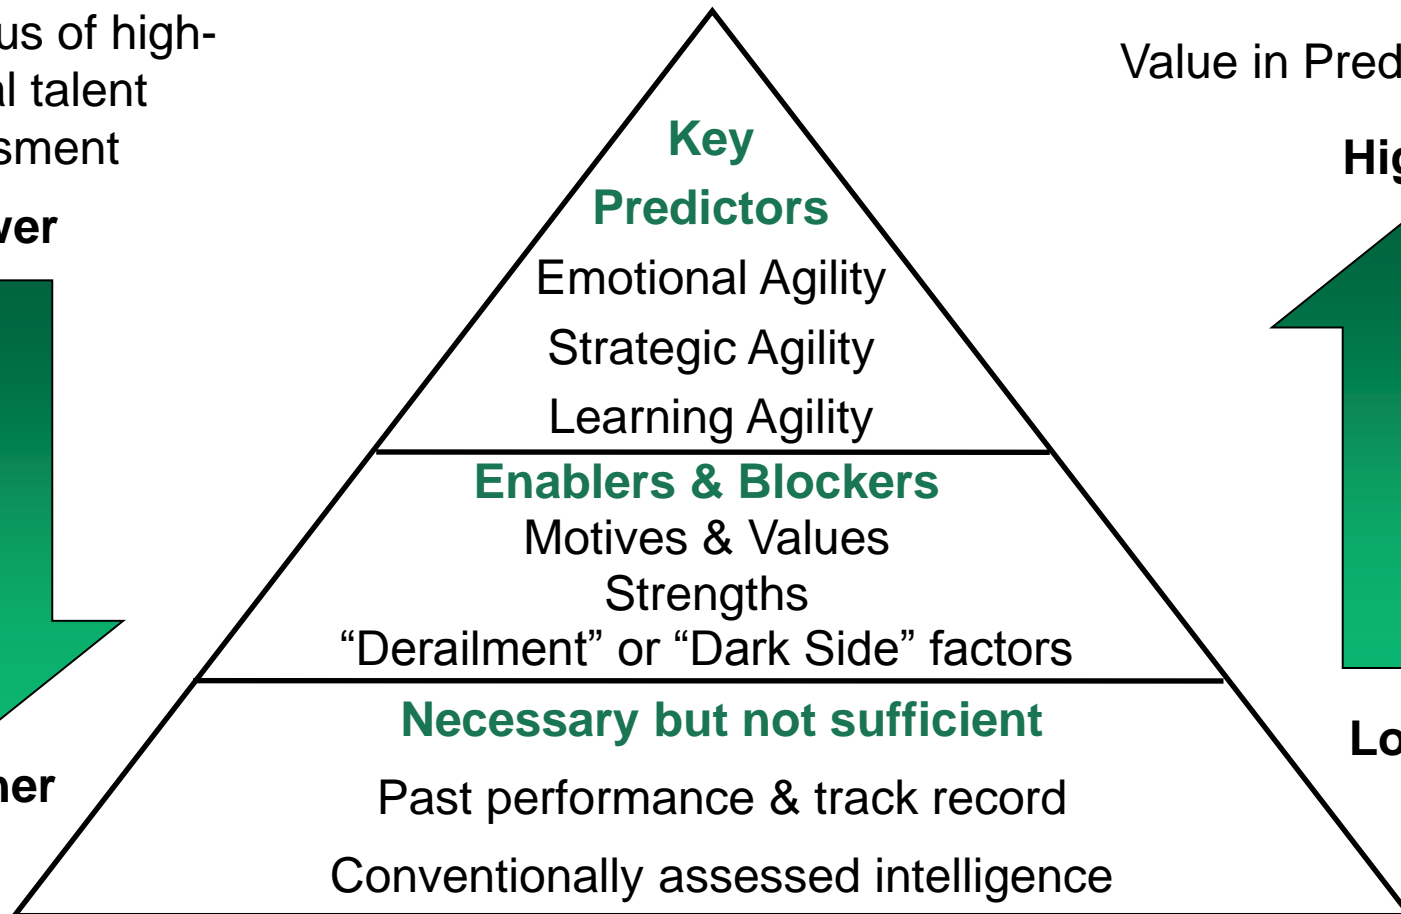 us of high-
al talent
sment
ver
her
Key
Predictors
Emotional Agility
Strategic Agility
Learning Agility
Enablers & Blockers
Motives & Values
Strengths
“Derailment” or “Dark Side” factors
Necessary but not sufficient
Past performance & track record
Conventionally assessed intelligence
Value in Pred
Hig
Lo